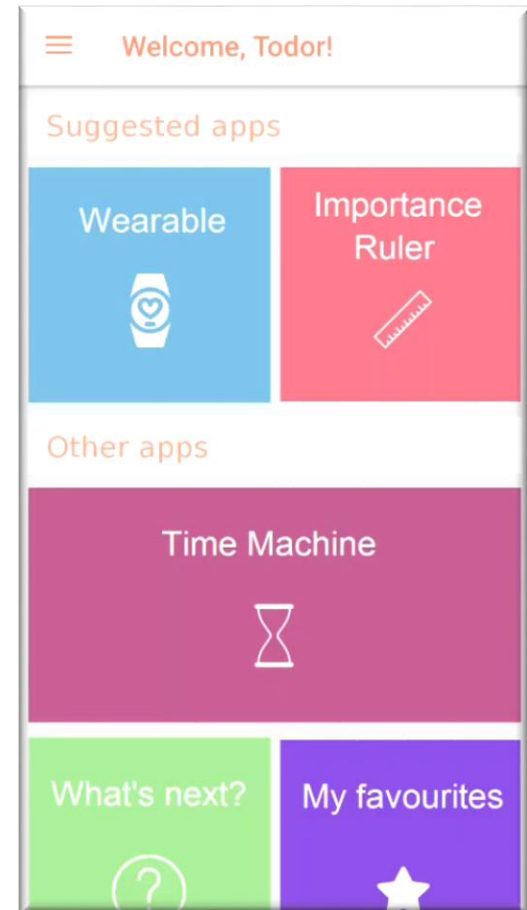 Welcome, Todor!
Suggested apps
Wearable
Importance
Ruler
Other apps
Time Machine
What's next?
My favourites